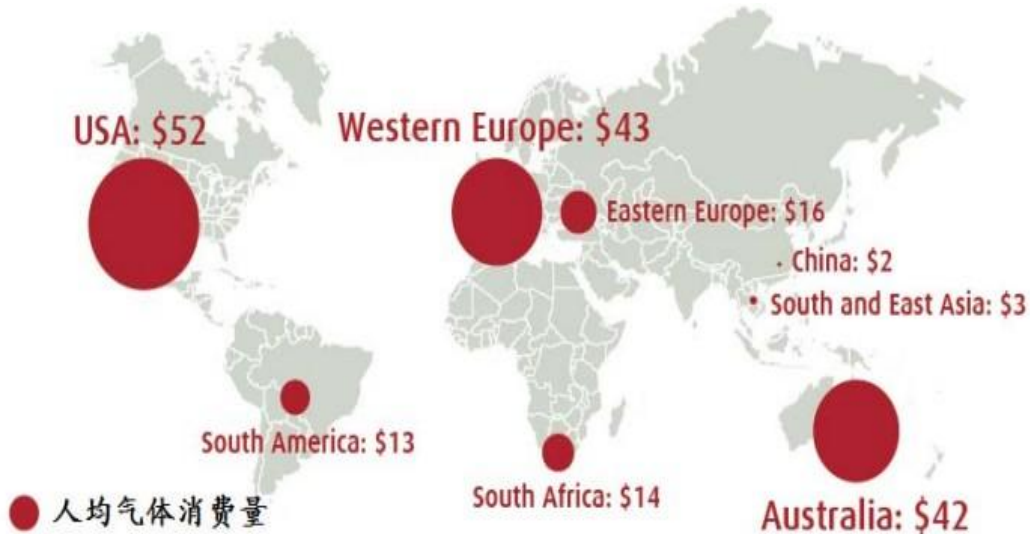 USA: $52
Western Europe: $43
Eastern Europe: $16
China: $2
South and East Asia: $3
South America: $13
South Africa: $14
Australia: $42
人均气体消费量